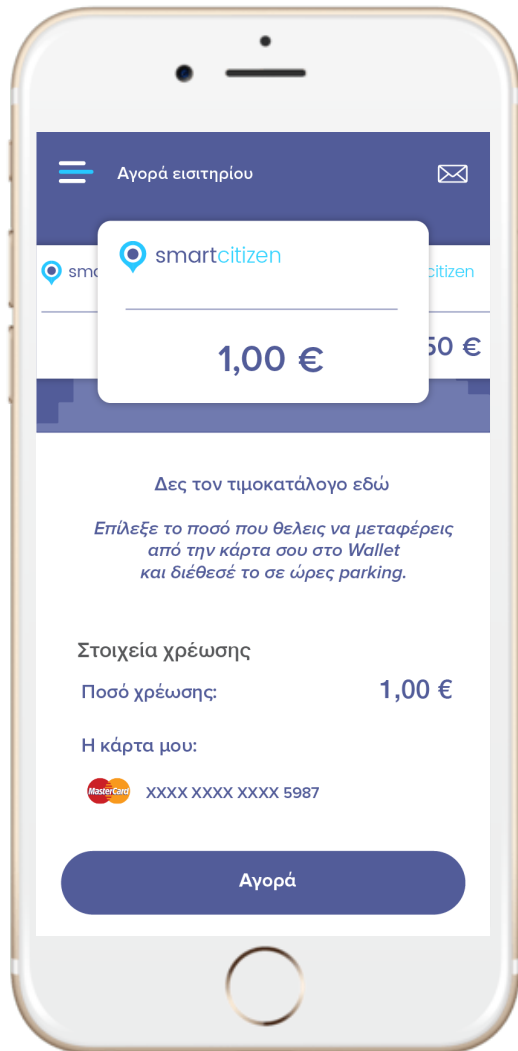 Αγορά εισιτηρίου
smartcitizen
citizen
1,00 €
50 €
Δες τον τιμοκατάλογο εδώ
Επίλεξε το ποσό που θελεις να μεταφέρεις
από την κάρτα σου στο Wallet
και διέθεσέ το σε ώρες parking.
Στοιχεία χρέωσης
Ποσό χρέωσης: 1,00 €
Η κάρτα μου:
MasterCard XXXX XXXX XXXX 5987
Αγορά